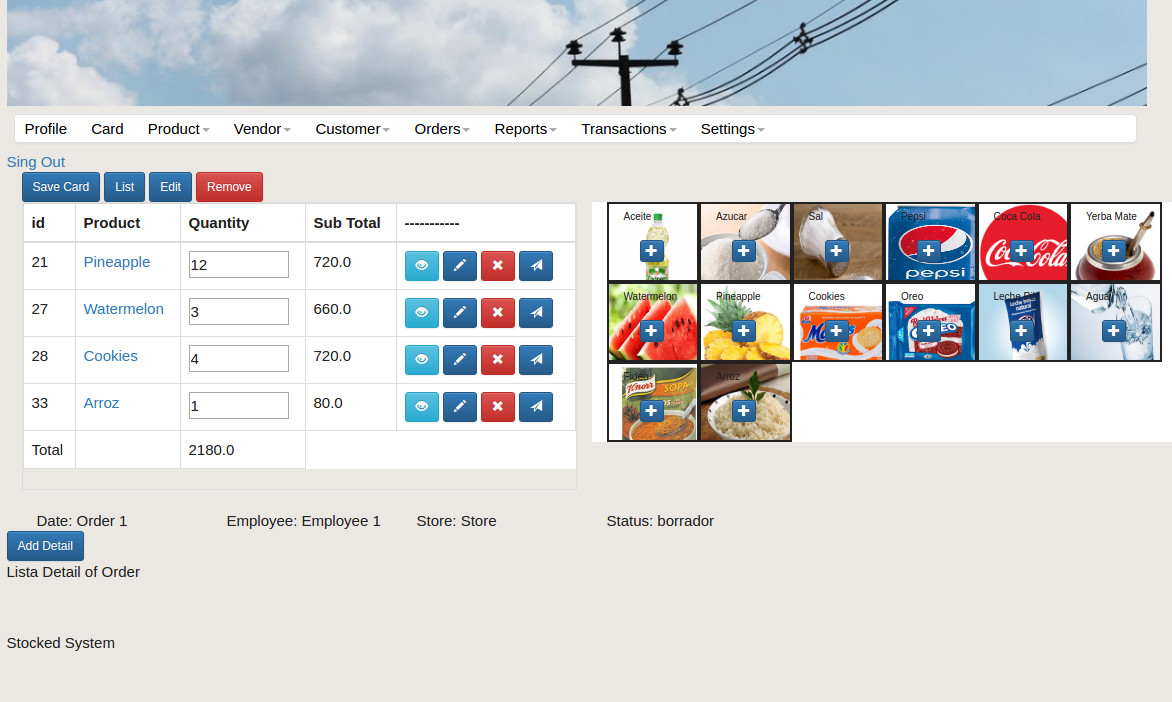 Profile Card Product Vendor Customer Orders Reports Transactions Settings
Sing Out
Save Card List Edit Remove
id Product Quantity Sub Total -----------
21 Pineapple 12 720.0
27 Watermelon 3 660.0
28 Cookies 4 720.0
33 Arroz 1 80.0
Total 2180.0
Aceite Azucar Sal Pepsi Coca Cola Yerba Mate
pepsi
Watermelon Pineapple Cookies Oreo Leche Agua
Fideo Arroz
Knorr SOPA
Date: Order 1 Employee: Employee 1 Store: Store Status: borrador
Add Detail
Lista Detail of Order
Stocked System